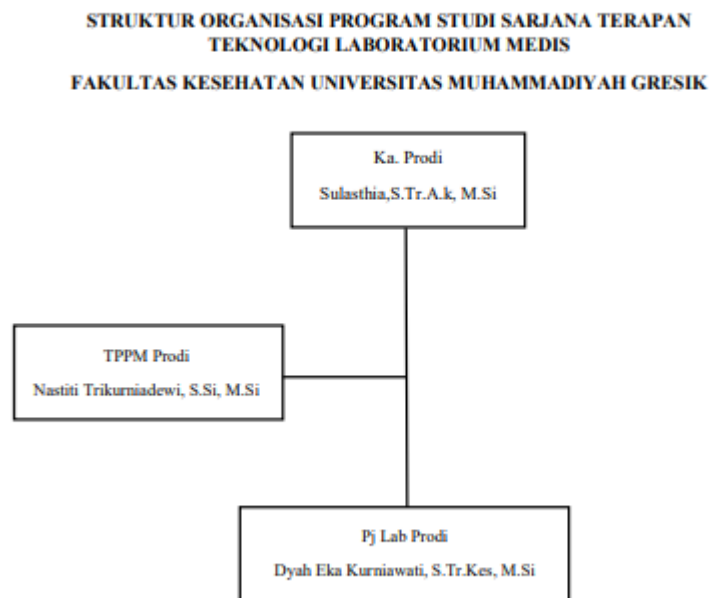 STRUKTUR ORGANISASI PROGRAM STUDI SARJANA TERAPAN
TEKNOLOGI LABORATORIUM MEDIS
FAKULTAS KESEHATAN UNIVERSITAS MUHAMMADIYAH GRESIK
Ka. Prodi
Sulasthia,S.Tr.A.k, M.Si
TPPM Prodi
Nastiti Trikurniadewi, S.Si, M.Si
Pj Lab Prodi
Dyah Eka Kurniawati, S.Tr.Kes, M.Si